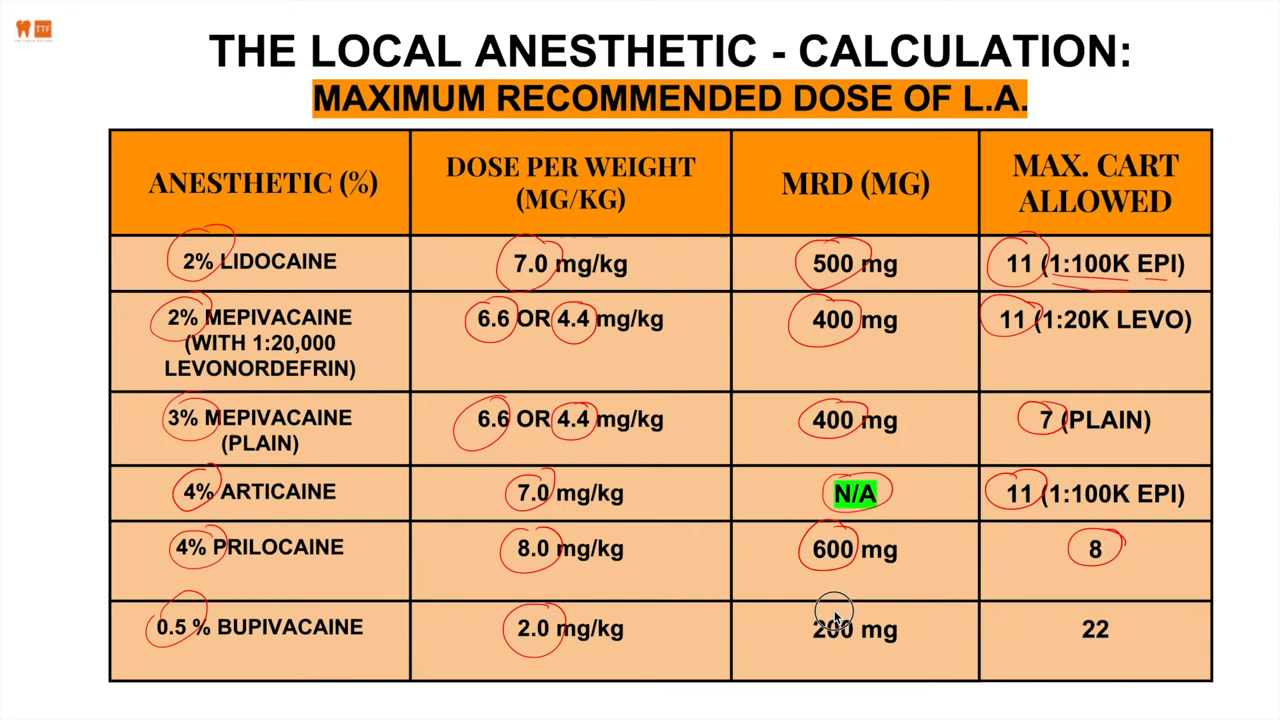 TTF
THE LOCAL ANESTHETIC - CALCULATION:
MAXIMUM RECOMMENDED DOSE OF L.A.
ANESTHETIC (%)
DOSE PER WEIGHT
(MG/KG)
MRD (MG)
MAX. CART
ALLOWED
2% LIDOCAINE
7.0 mg/kg
500 mg
11 (1:100K EPI)
2% MEPIVACAINE
(WITH 1:20,000
LEVONORDEFRIN)
6.6 OR 4.4 mg/kg
400 mg
11 (1:20K LEVO)
3% MEPIVACAINE
(PLAIN)
6.6 OR 4.4 mg/kg
400 mg
7 (PLAIN)
4% ARTICAINE
7.0 mg/kg
N/A
11 (1:100K EPI)
4% PRILOCAINE
8.0 mg/kg
600 mg
8
0.5 % BUPIVACAINE
2.0 mg/kg
200 mg
22